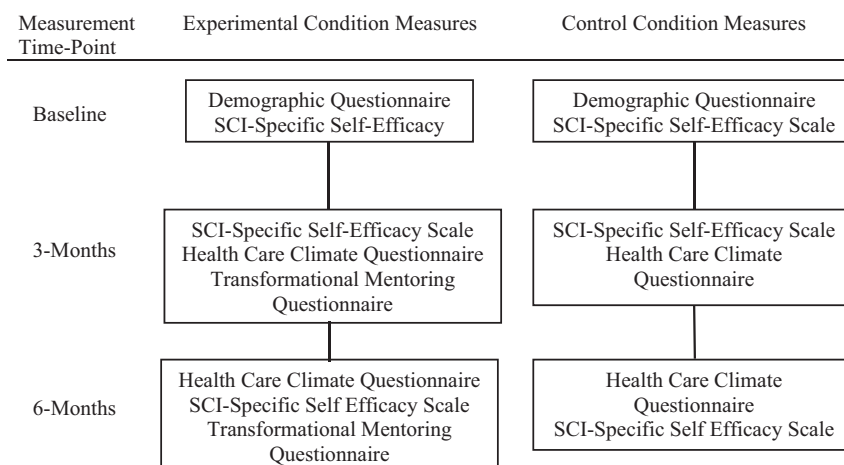 Measurement
Time-Point
Experimental Condition Measures
Control Condition Measures
Baseline
Demographic Questionnaire
SCI-Specific Self-Efficacy
Demographic Questionnaire
SCI-Specific Self-Efficacy Scale
3-Months
SCI-Specific Self-Efficacy Scale
Health Care Climate Questionnaire
Transformational Mentoring
Questionnaire
SCI-Specific Self-Efficacy Scale
Health Care Climate
Questionnaire
6-Months
Health Care Climate Questionnaire
SCI-Specific Self Efficacy Scale
Transformational Mentoring
Questionnaire
Health Care Climate
Questionnaire
SCI-Specific Self Efficacy Scale